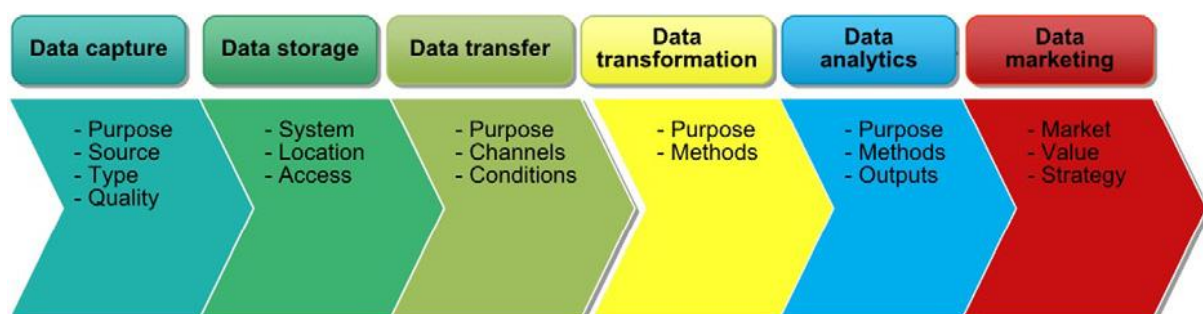 Data capture
Data storage
Data transfer
Data
transformation
Data
analytics
Data
marketing
- Purpose
- Source
- Type
- Quality
- System
- Location
- Access
- Purpose
- Channels
- Conditions
- Purpose
- Methods
- Purpose
- Methods
- Outputs
- Market
- Value
- Strategy